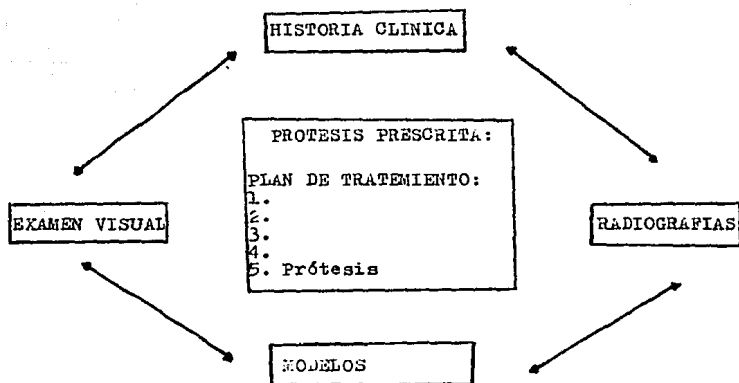 HISTORIA CLINICA
PROTESIS PRESCRITA:
PLAN DE TRATEMIENTO:
1.
2.
3.
4.
5. Prótesis
EXAMEN VISUAL
RADIOGRAFIAS
MODELOS